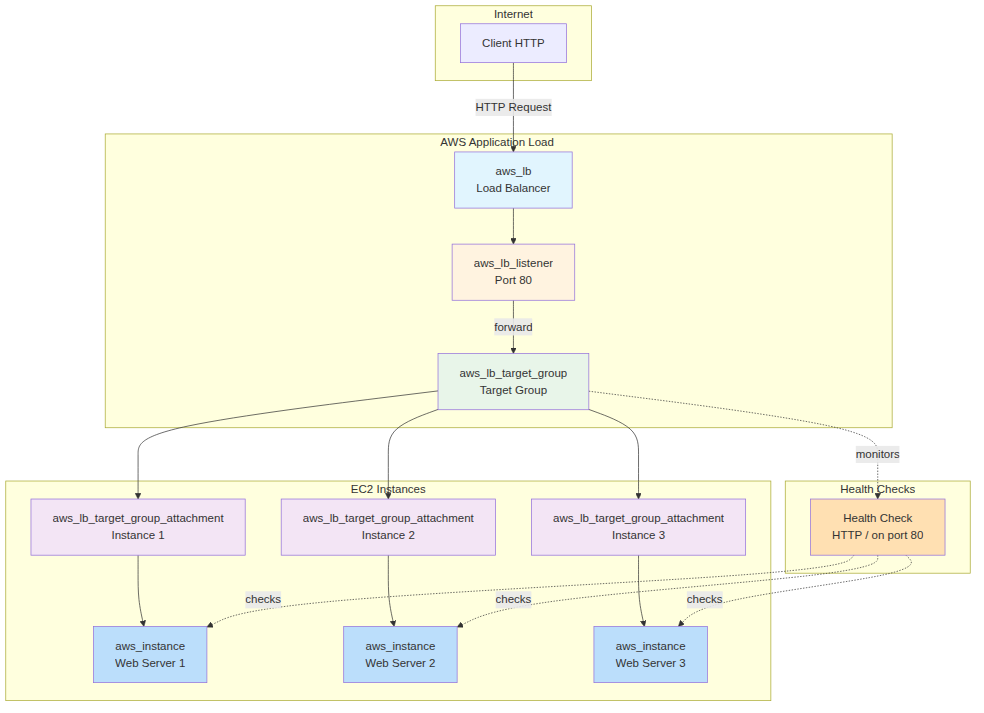 Internet
Client HTTP
HTTP Request
AWS Application Load
aws_lb
Load Balancer
aws_lb_listener
Port 80
forward
aws_lb_target_group
Target Group
monitors
EC2 Instances
Health Checks
aws_lb_target_group_attachment
Instance 1
aws_lb_target_group_attachment
Instance 2
aws_lb_target_group_attachment
Instance 3
Health Check
HTTP / on port 80
checks
checks
checks
aws_instance
Web Server 1
aws_instance
Web Server 2
aws_instance
Web Server 3